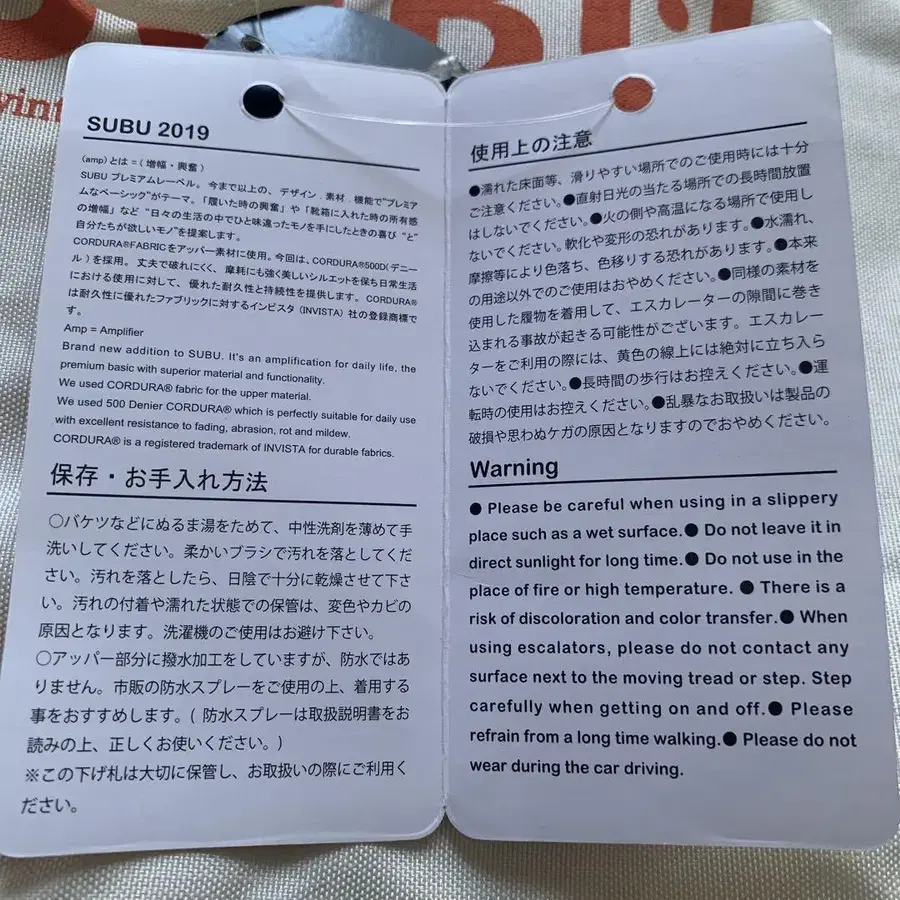 SUBU 2019
(amp)とは =( 増幅・興奮 )
SUBU プレミアムレーベル。今まで以上の、デザイン . 素材 . 機能で"プレミア
ムなベーシック"がテーマ。「履いた時の興奮」や「靴箱に入れた時の所有感
の増幅」など "日々の生活の中でひと味違ったモノを手にしたときの喜び "と"
自分たちが欲しいモノ"を提案します。
CORDURA®FABRICをアッパー素材に使用。今回は、CORDURA®500D(デニー
ル ) を採用。 丈夫で破れにくく、摩耗にも強く美しいシルエットを保ち日常生活
における使用に対して、優れた耐久性と持続性を提供します。CORDURA®
は耐久性に優れたファブリックに対するインビスタ (INVISTA) 社の登録商標で
す。
Amp = Amplifier
Brand new addition to SUBU. It's an amplification for daily life, the
premium basic with superior material and functionality.
We used CORDURA® fabric for the upper material.
We used 500 Denier CORDURA® which is perfectly suitable for daily use
with excellent resistance to fading, abrasion, rot and mildew.
CORDURA® is a registered trademark of INVISTA for durable fabrics.
保存・お手入れ方法
○バケツなどにぬるま湯をためて、中性洗剤を薄めて手
洗いしてください。柔かいブラシで汚れを落としてくだ
さい。汚れを落としたら、日陰で十分に乾燥させて下さ
い。汚れの付着や濡れた状態での保管は、変色やカビの
原因となります。洗濯機のご使用はお避け下さい。
○アッパー部分に撥水加工をしていますが、防水ではあ
りません。市販の防水スプレーをご使用の上、着用する
事をおすすめします。( 防水スプレーは取扱説明書をお
読みの上、正しくお使いください。)
※この下げ札は大切に保管し、お取扱いの際にご利用く
ださい。
使用上の注意
●濡れた床面等、滑りやすい場所でのご使用時には十分
ご注意ください。●直射日光の当たる場所での長時間放置
はしないでください。●火の側や高温になる場所で使用し
ないでください。軟化や変形の恐れがあります。●水濡れ、
摩擦等により色落ち、色移りする恐れがあります。●本来
の用途以外でのご使用はおやめください。●同様の素材を
使用した履物を着用して、エスカレーターの隙間に巻き
込まれる事故が起きる可能性がございます。エスカレー
ターをご利用の際には、黄色の線上には絶対に立ち入ら
ないでください。●長時間の歩行はお控えください。●運
転時の使用はお控えください。●乱暴なお取扱いは製品の
破損や思わぬケガの原因となりますのでおやめください。
Warning
● Please be careful when using in a slippery
place such as a wet surface.● Do not leave it in
direct sunlight for long time.● Do not use in the
place of fire or high temperature. ● There is a
risk of discoloration and color transfer.● When
using escalators, please do not contact any
surface next to the moving tread or step. Step
carefully when getting on and off.● Please
refrain from a long time walking.● Please do not
wear during the car driving.